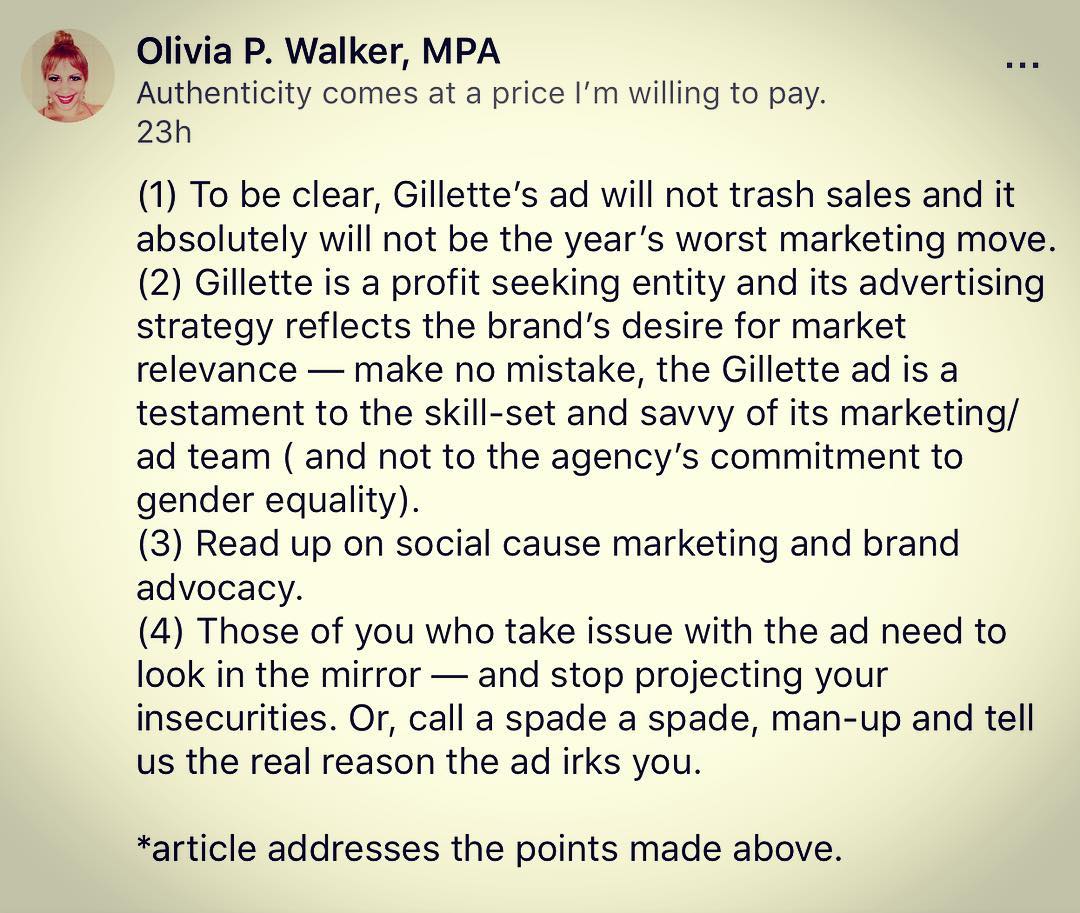 Olivia P. Walker, MPA
...
Authenticity comes at a price I’m willing to pay.
23h
(1) To be clear, Gillette’s ad will not trash sales and it
absolutely will not be the year’s worst marketing move.
(2) Gillette is a profit seeking entity and its advertising
strategy reflects the brand’s desire for market
relevance — make no mistake, the Gillette ad is a
testament to the skill-set and savvy of its marketing/
ad team ( and not to the agency’s commitment to
gender equality).
(3) Read up on social cause marketing and brand
advocacy.
(4) Those of you who take issue with the ad need to
look in the mirror — and stop projecting your
insecurities. Or, call a spade a spade, man-up and tell
us the real reason the ad irks you.
*article addresses the points made above.